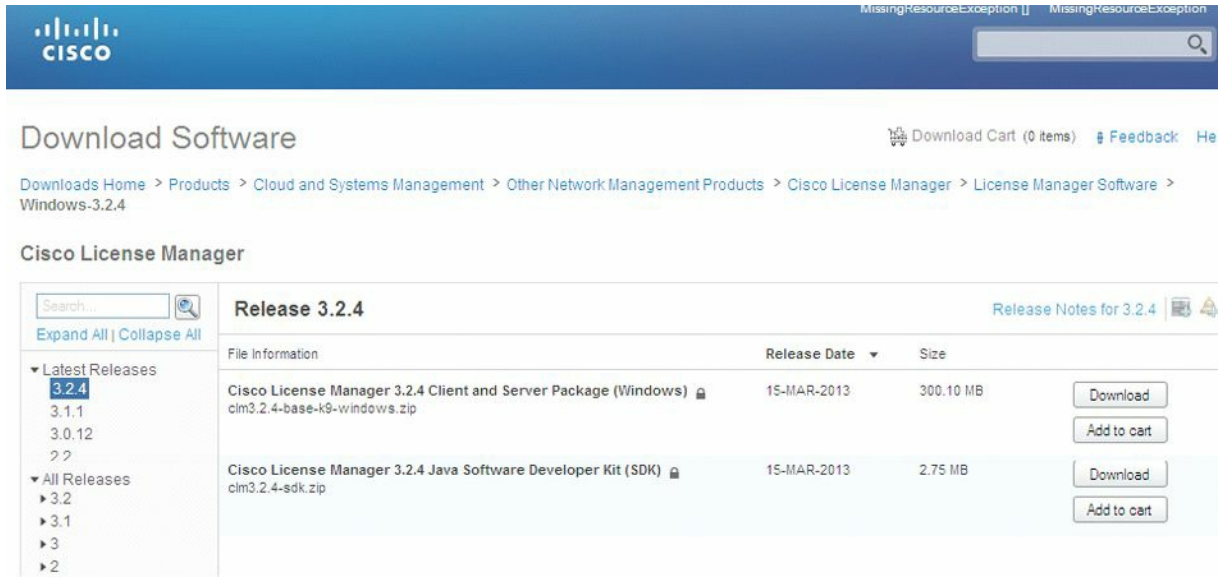 MissingResourceException [] MissingResourceException
CISCO
Download Software
Download Cart (0 items) Feedback He
Downloads Home > Products > Cloud and Systems Management > Other Network Management Products > Cisco License Manager > License Manager Software >
Windows-3.2.4
Cisco License Manager
Search...
Expand All | Collapse All
Latest Releases
3.2.4
3.1.1
3.0.12
2.2
All Releases
3.2
3.1
3
2
Release 3.2.4
Release Notes for 3.2.4
File Information Release Date Size
Cisco License Manager 3.2.4 Client and Server Package (Windows) 15-MAR-2013 300.10 MB Download
clm3.2.4-base-k9-windows.zip
Add to cart
Cisco License Manager 3.2.4 Java Software Developer Kit (SDK) 15-MAR-2013 2.75 MB Download
clm3.2.4-sdk.zip
Add to cart